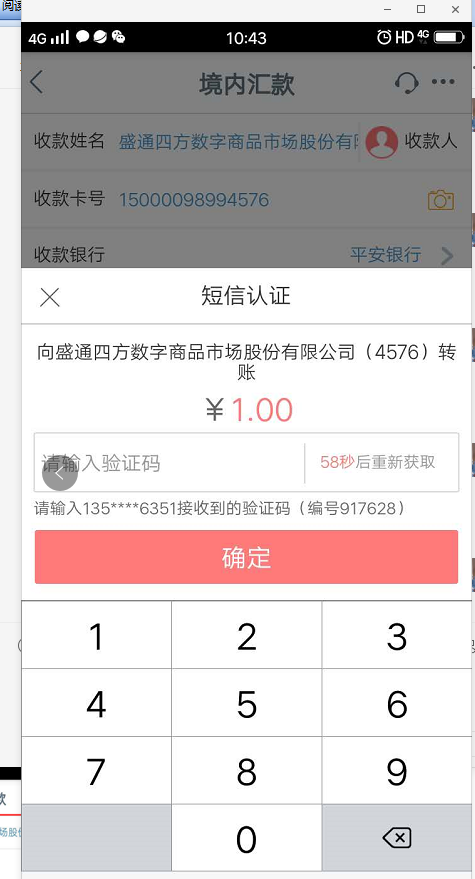 4G 10:43 HD 4G
境内汇款
收款姓名 盛通四方数字商品市场股份有 收款人
收款卡号 15000098994576
收款银行 平安银行
短信认证
向盛通四方数字商品市场股份有限公司（4576）转
账
￥1.00
请输入验证码 58秒后重新获取
请输入135****6351接收到的验证码（编号917628）
确定
1 2 3
4 5 6
7 8 9
0